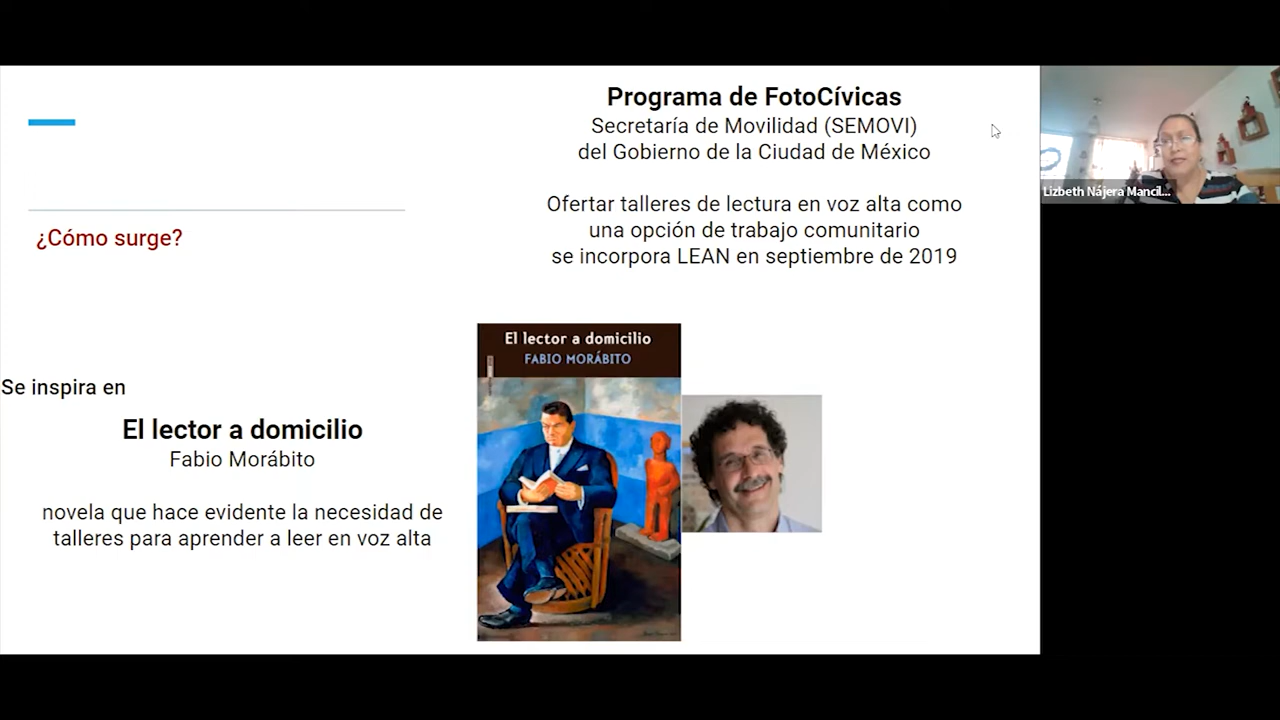 Programa de FotoCívicas
Secretaría de Movilidad (SEMOVI)
del Gobierno de la Ciudad de México
Ofertar talleres de lectura en voz alta como
una opción de trabajo comunitario
se incorpora LEAN en septiembre de 2019
¿Cómo surge?
Se inspira en
El lector a domicilio
Fabio Morábito
novela que hace evidente la necesidad de
talleres para aprender a leer en voz alta
El lector a domicilio
FABIO MORÁBITO
Lizbeth Nájera Mancil...